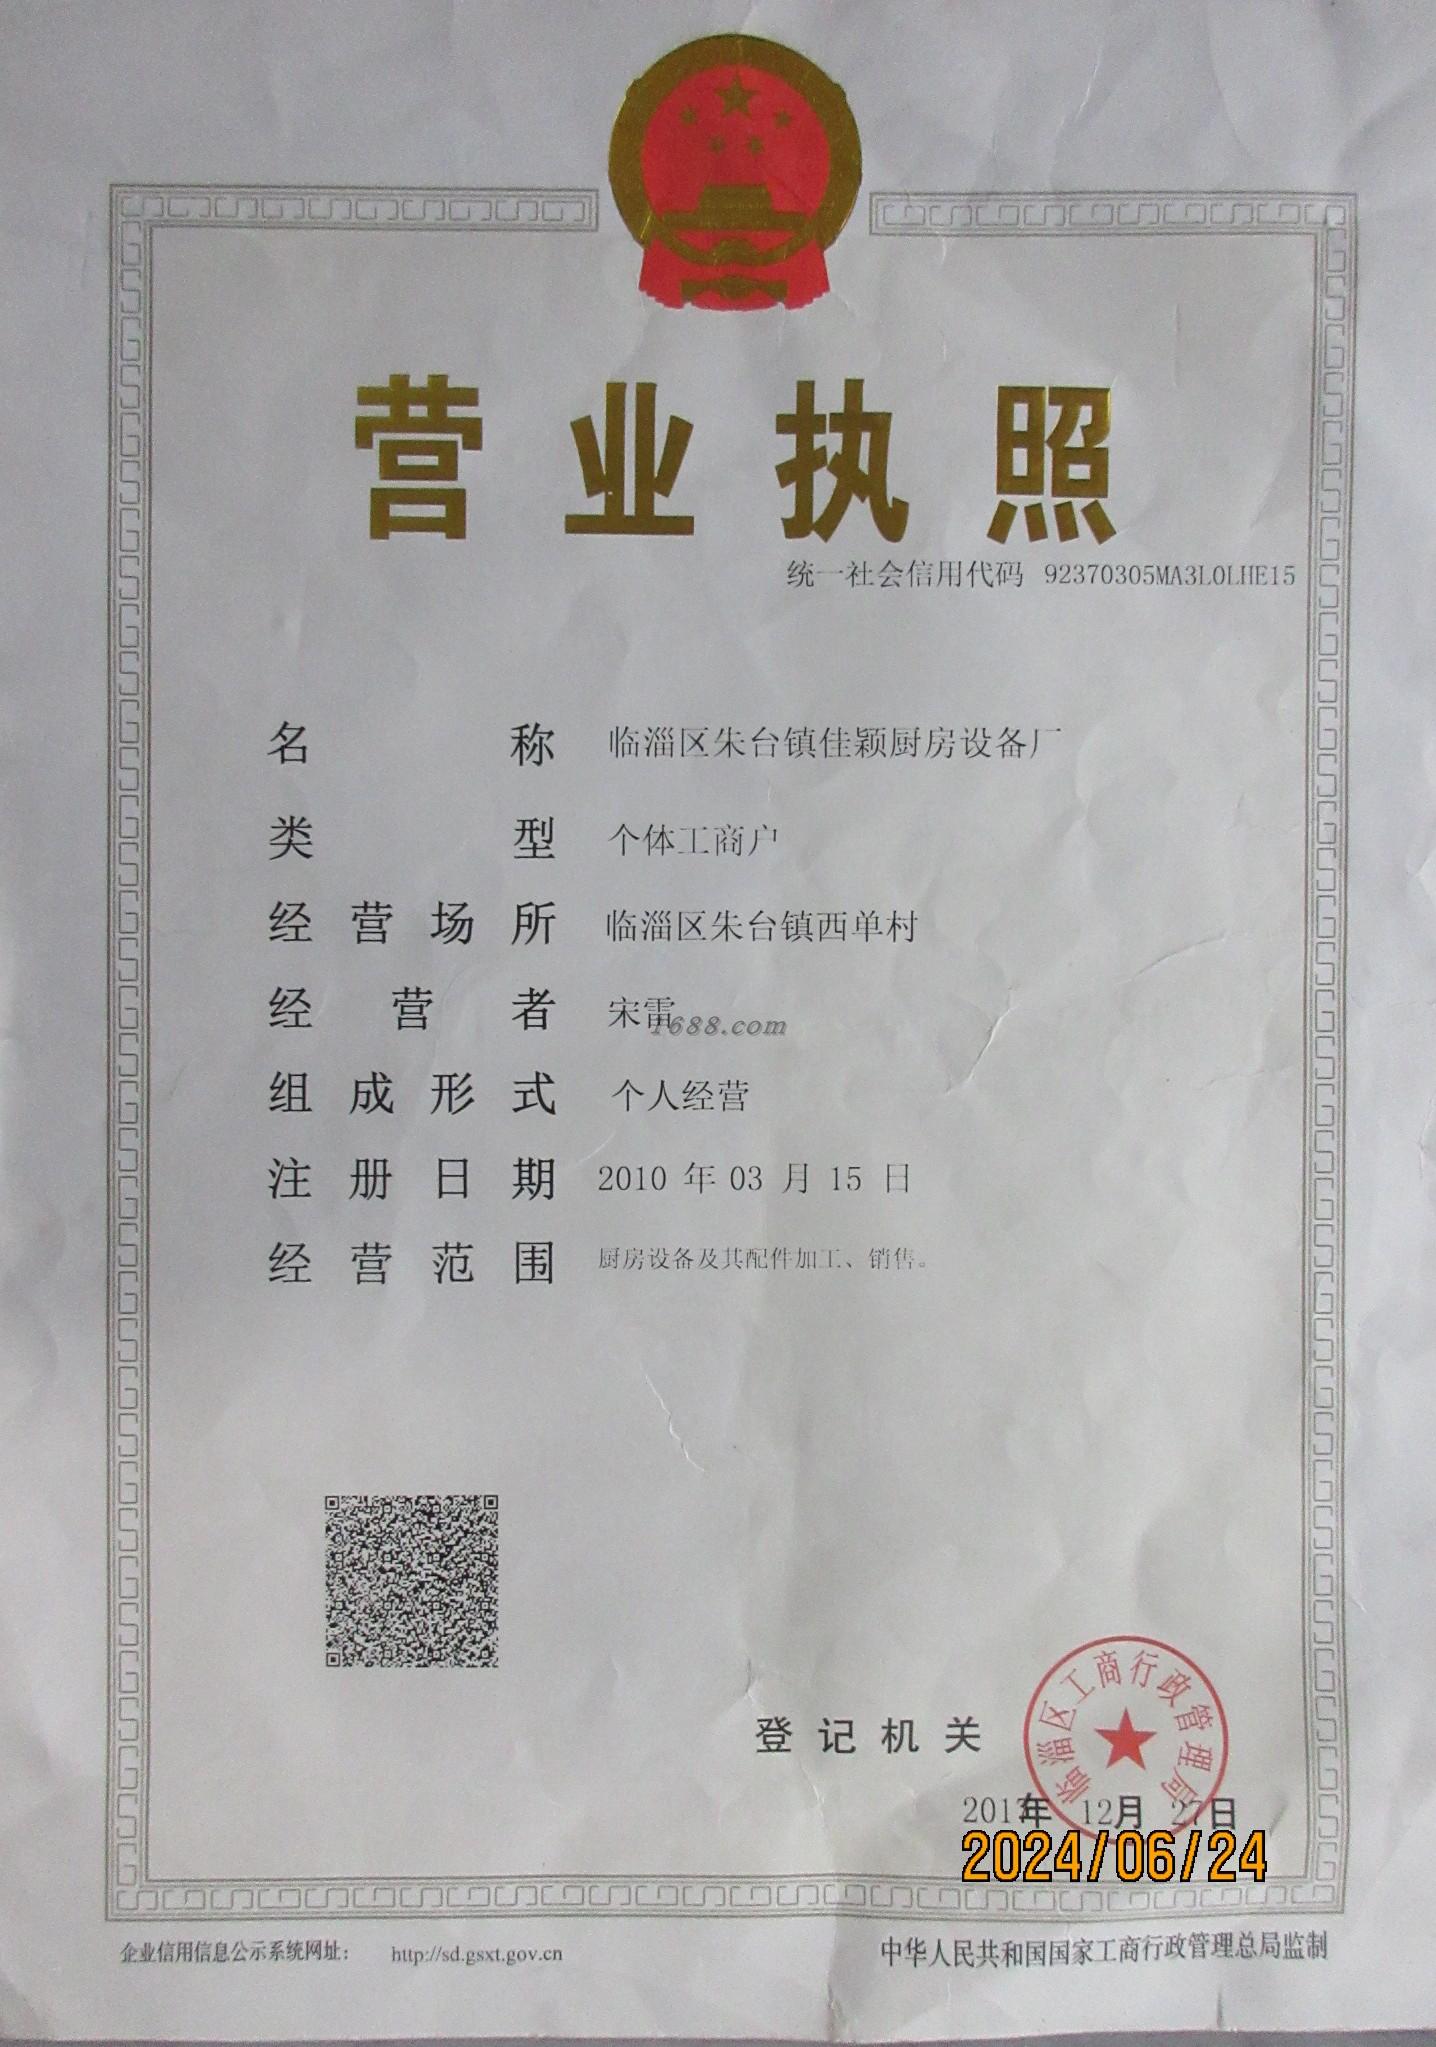 营业执照
统一社会信用代码 92370305MA3L0LHE15
名称 临淄区朱台镇佳颖厨房设备厂
类型 个体工商户
经营场所 临淄区朱台镇西单村
经营者 宋雷
1688.com
组成形式 个人经营
注册日期 2010 年 03 月 15 日
经营范围 厨房设备及其配件加工、销售。
登记机关
临淄区工商行政管理局
年 12月 27日
2024/06/24
企业信用信息公示系统网址: http://sd.gsxt.gov.cn
中华人民共和国国家工商行政管理总局监制